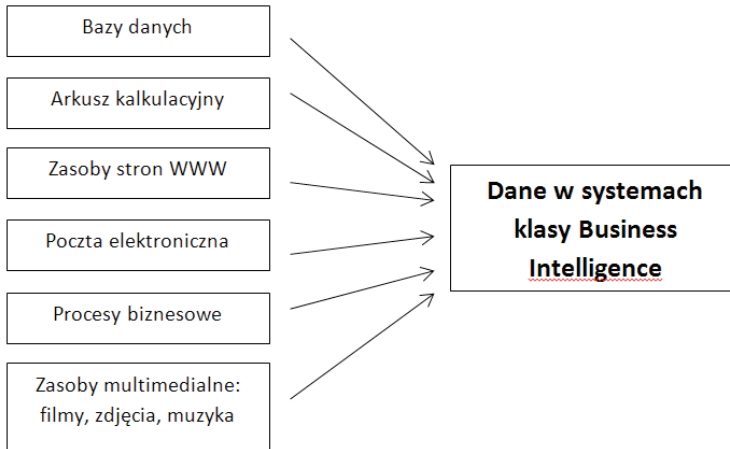 Bazy danych
Arkusz kalkulacyjny
Zasoby stron WWW
Poczta elektroniczna
Procesy biznesowe
Zasoby multimedialne:
filmy, zdjęcia, muzyka
Dane w systemach
klasy Business
Intelligence